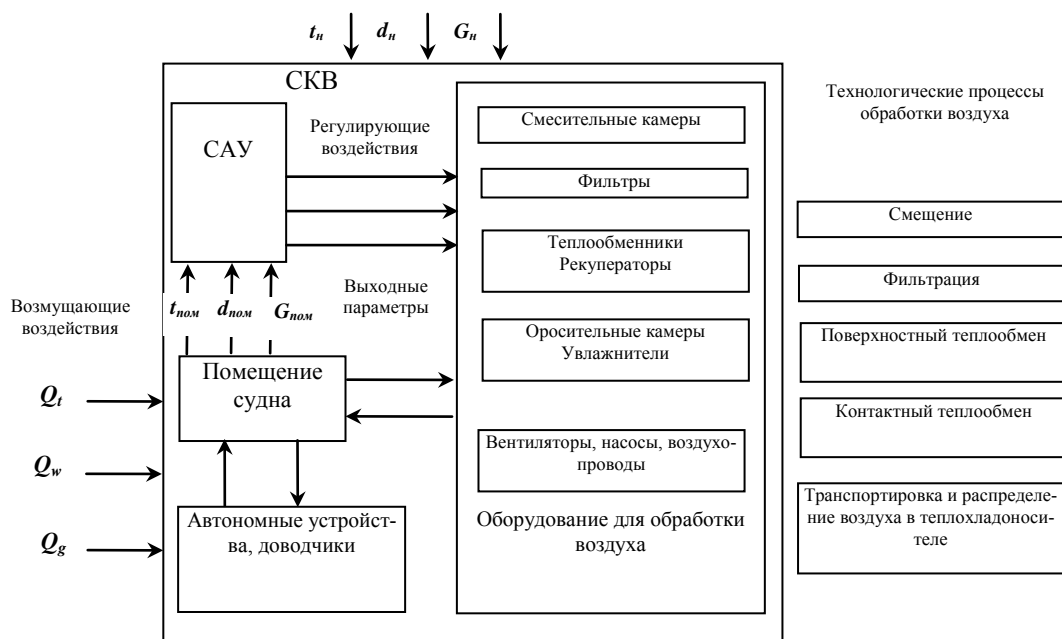 tн dн Gн
СКВ
САУ
Регулирующие
воздействия
Смесительные камеры
Фильтры
Теплообменники
Рекуператоры
Оросительные камеры
Увлажнители
Вентиляторы, насосы, воздухо-
проводы
Оборудование для обработки
воздуха
Технологические процессы
обработки воздуха
Смещение
Фильтрация
Поверхностный теплообмен
Контактный теплообмен
Транспортировка и распределе-
ление воздуха в теплохладоноси-
теле
Возмущающие
воздействия
tпом dпом Gпом
Выходные
параметры
Помещение
судна
Qt
Qw
Qg
Автономные устройст-
ва, доводчики